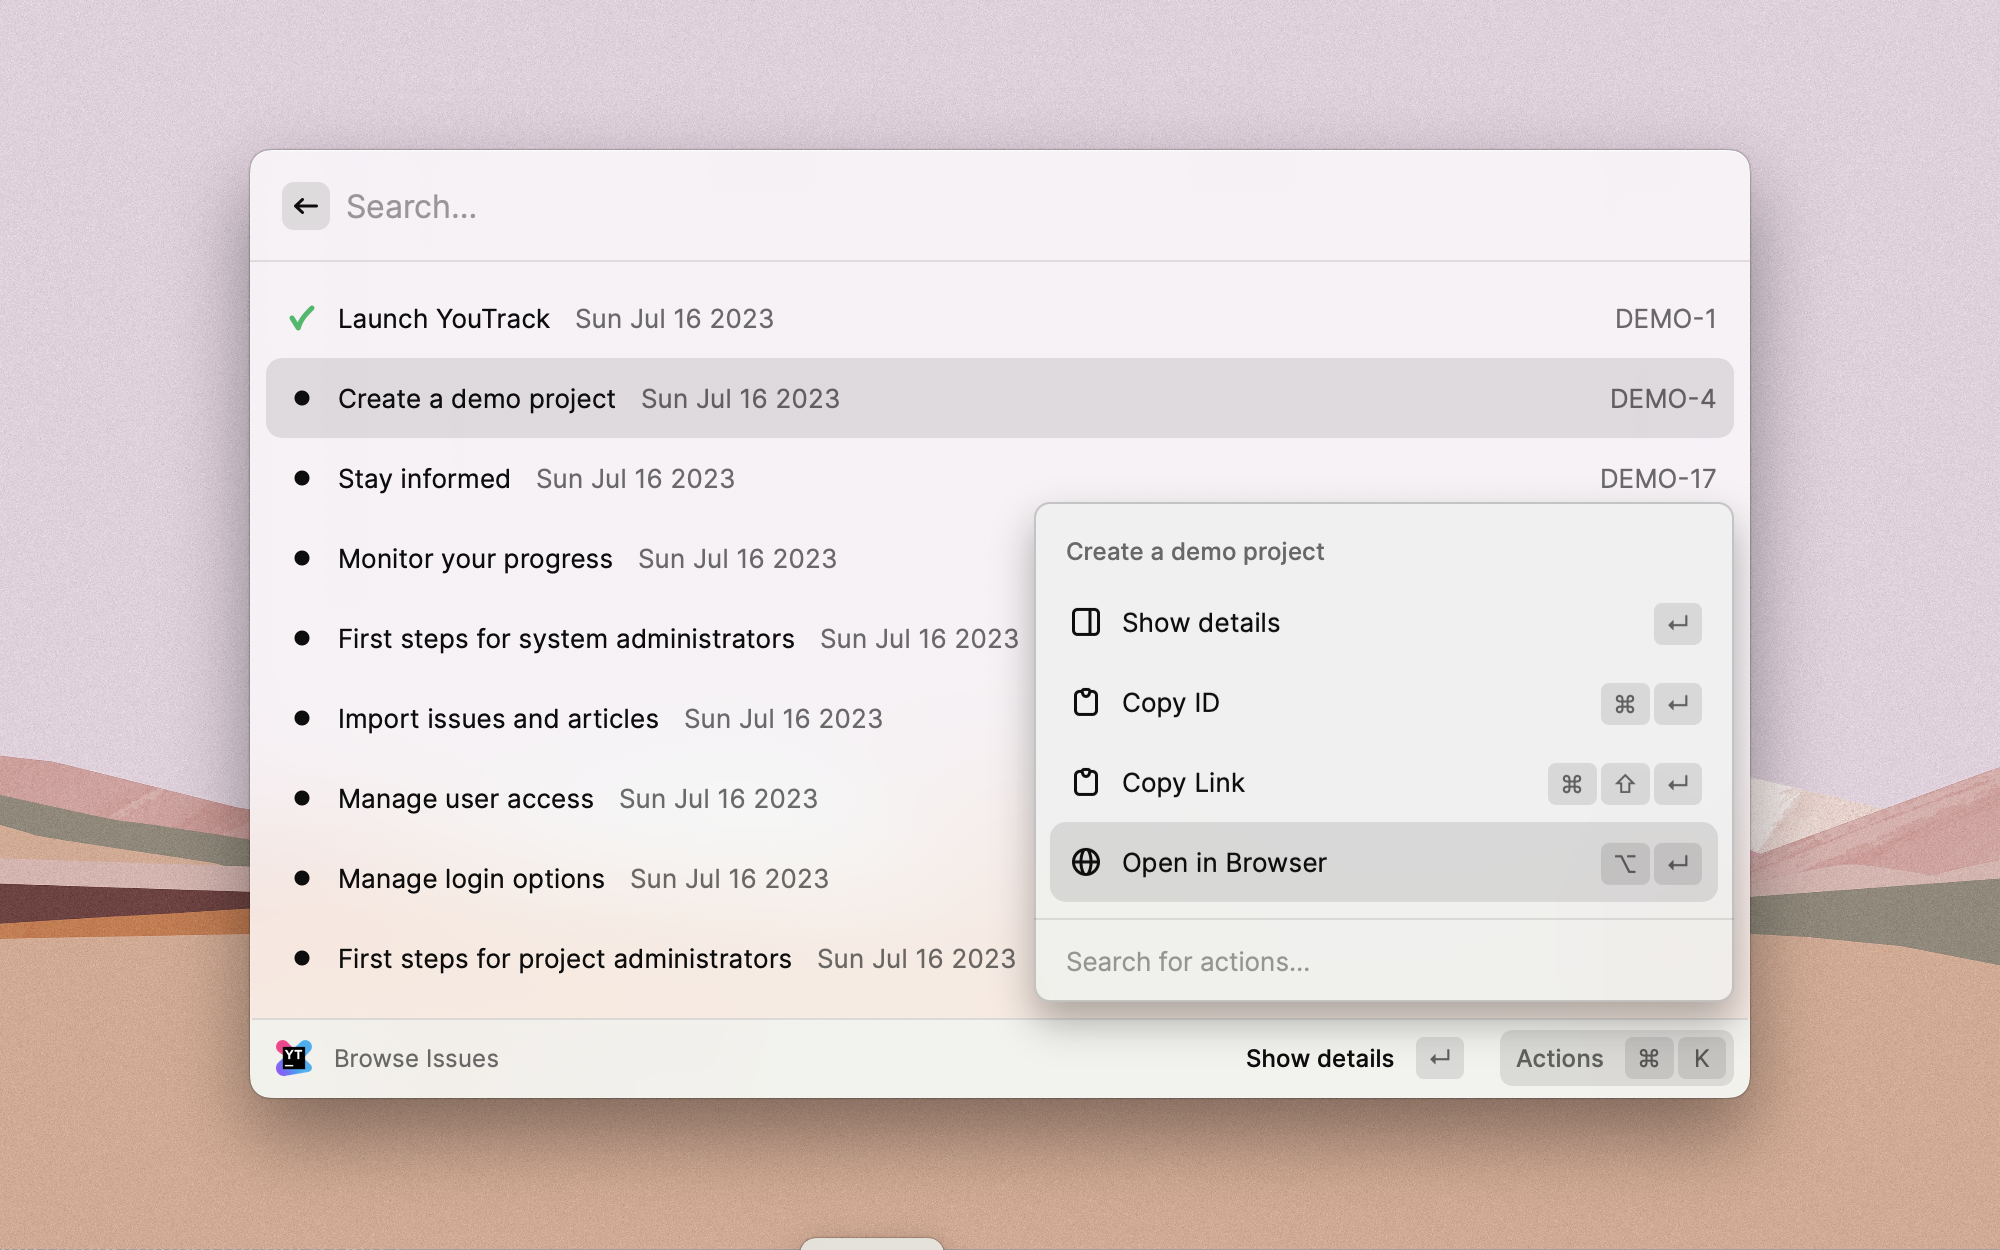 Search...
Launch YouTrack Sun Jul 16 2023 DEMO-1
Create a demo project Sun Jul 16 2023 DEMO-4
Stay informed Sun Jul 16 2023 DEMO-17
Monitor your progress Sun Jul 16 2023
First steps for system administrators Sun Jul 16 2023
Import issues and articles Sun Jul 16 2023
Manage user access Sun Jul 16 2023
Manage login options Sun Jul 16 2023
First steps for project administrators Sun Jul 16 2023
Create a demo project
Show details ↵
Copy ID ⌘ ↵
Copy Link ⌘ ⇧ ↵
Open in Browser ⌥ ↵
Search for actions...
YT Browse Issues Show details ↵ Actions ⌘ K